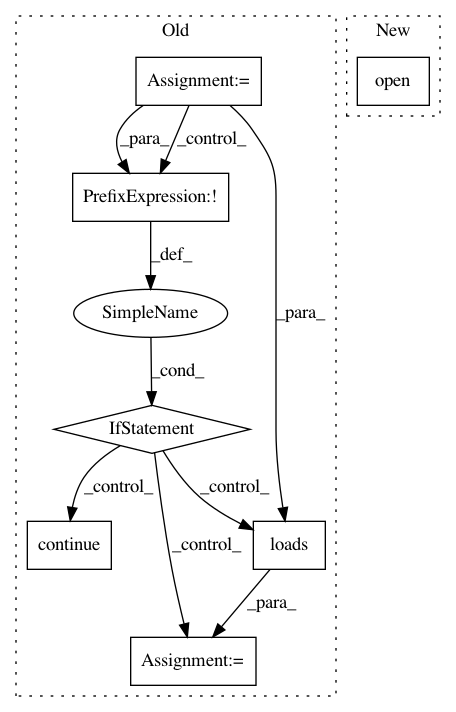 Old
New
Assignment:=
open
_para_
_control_
PrefixExpression:!
_def_
SimpleName
_para_
_cond_
IfStatement
_control_
_control_
_control_
continue
loads
_para_
Assignment:=